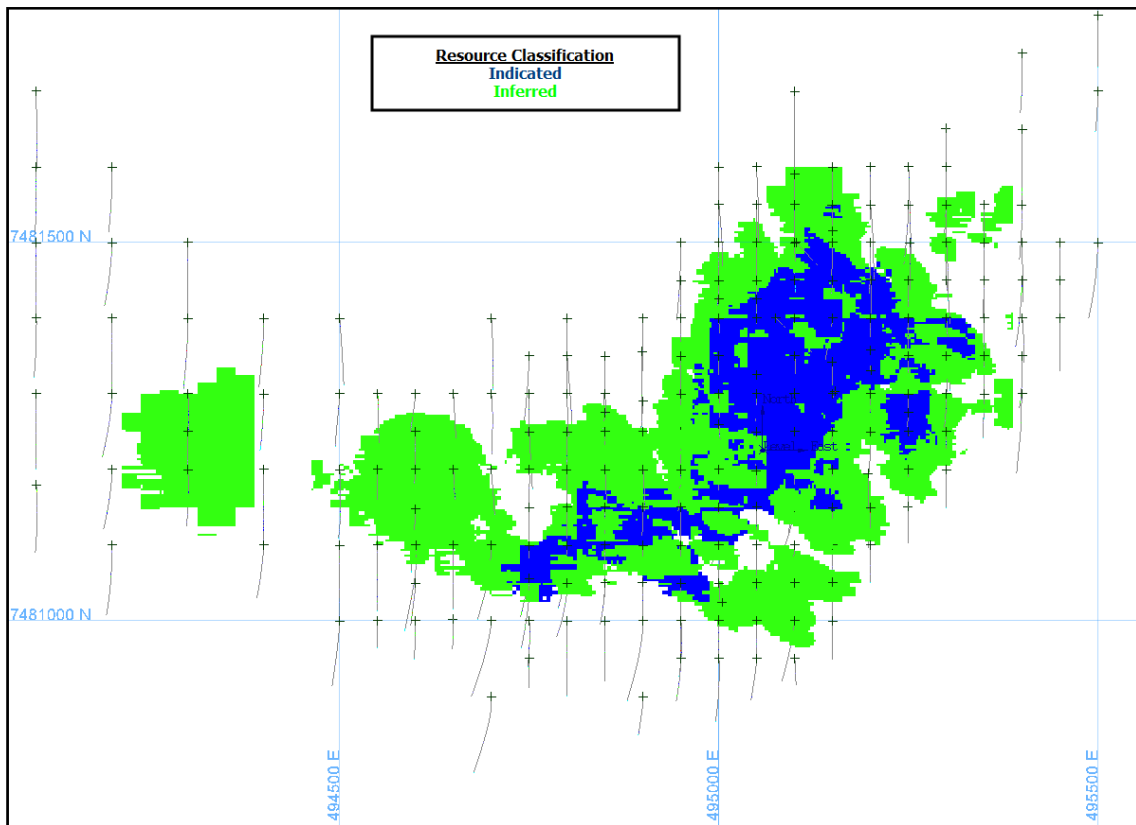 Resource Classification
Indicated
Inferred
7481500 N
7481000 N
494500 E
495000 E
495500 E